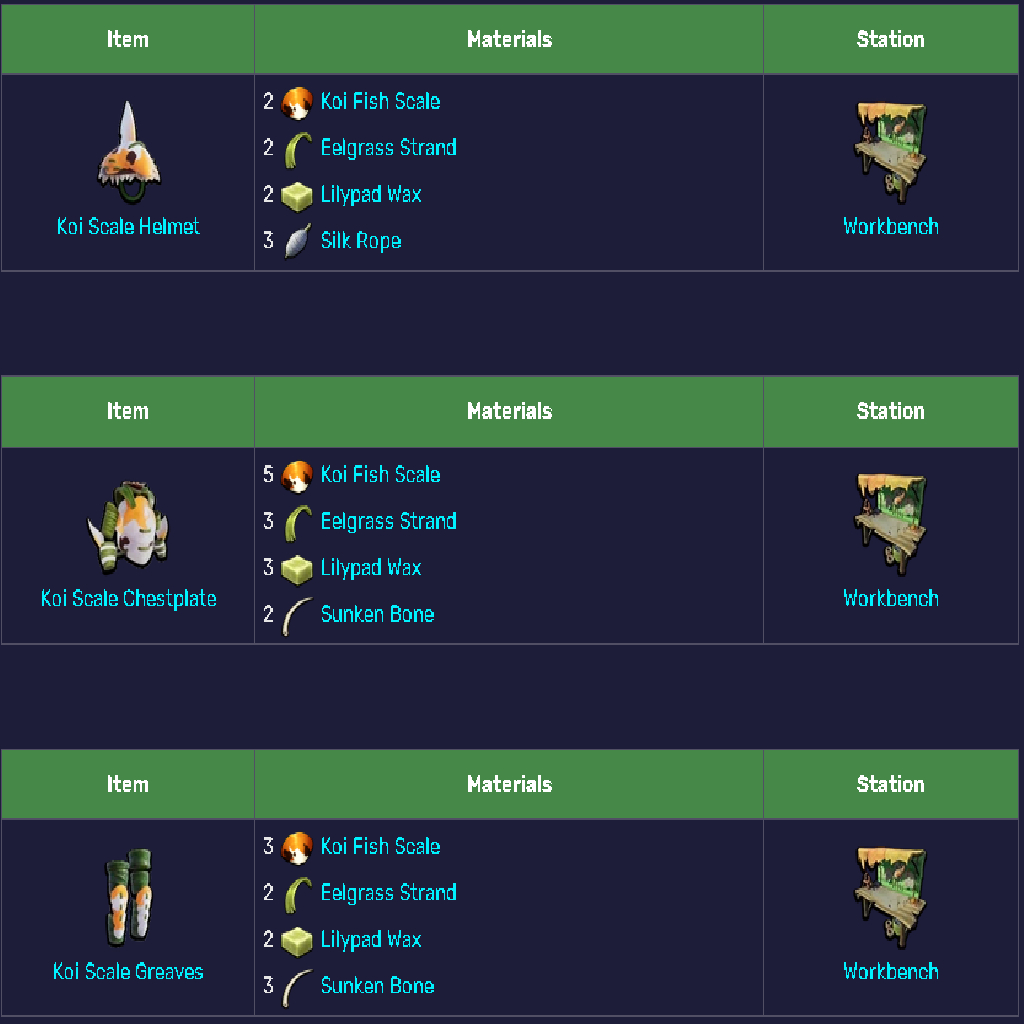 Item Materials Station
2 Koi Fish Scale
2 Eelgrass Strand
2 Lilypad Wax
3 Silk Rope
Koi Scale Helmet
Workbench
Item Materials Station
5 Koi Fish Scale
3 Eelgrass Strand
3 Lilypad Wax
2 Sunken Bone
Koi Scale Chestplate
Workbench
Item Materials Station
3 Koi Fish Scale
2 Eelgrass Strand
2 Lilypad Wax
3 Sunken Bone
Koi Scale Greaves
Workbench